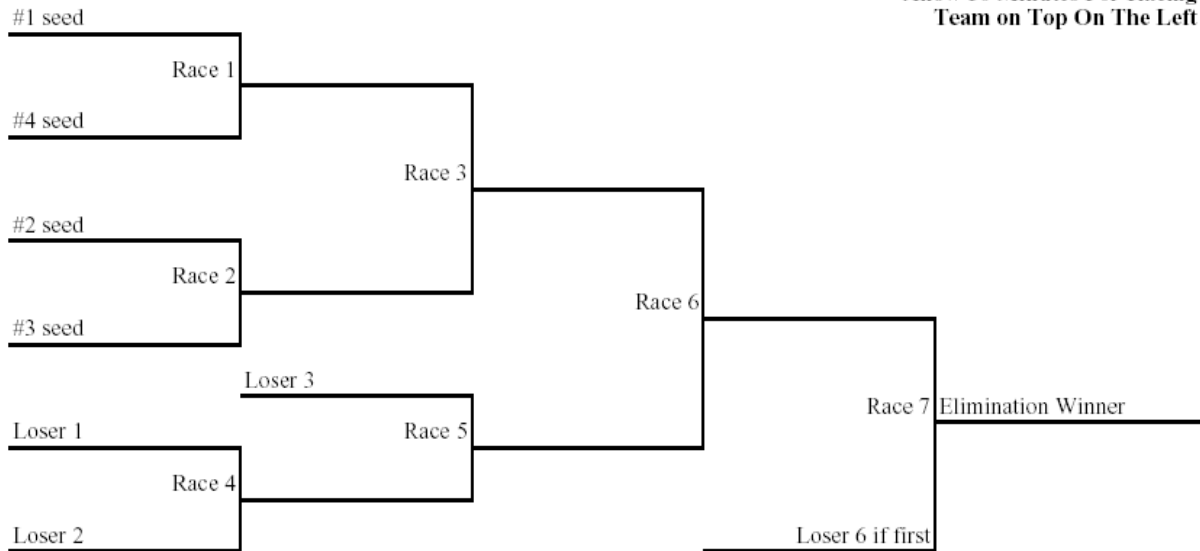 #1 seed
Team on Top On The Left
Race 1
#4 seed
Race 3
#2 seed
Race 2
Race 6
#3 seed
Loser 3
Race 7 Elimination Winner
Loser 1
Race 5
Race 4
Loser 2
Loser 6 if first